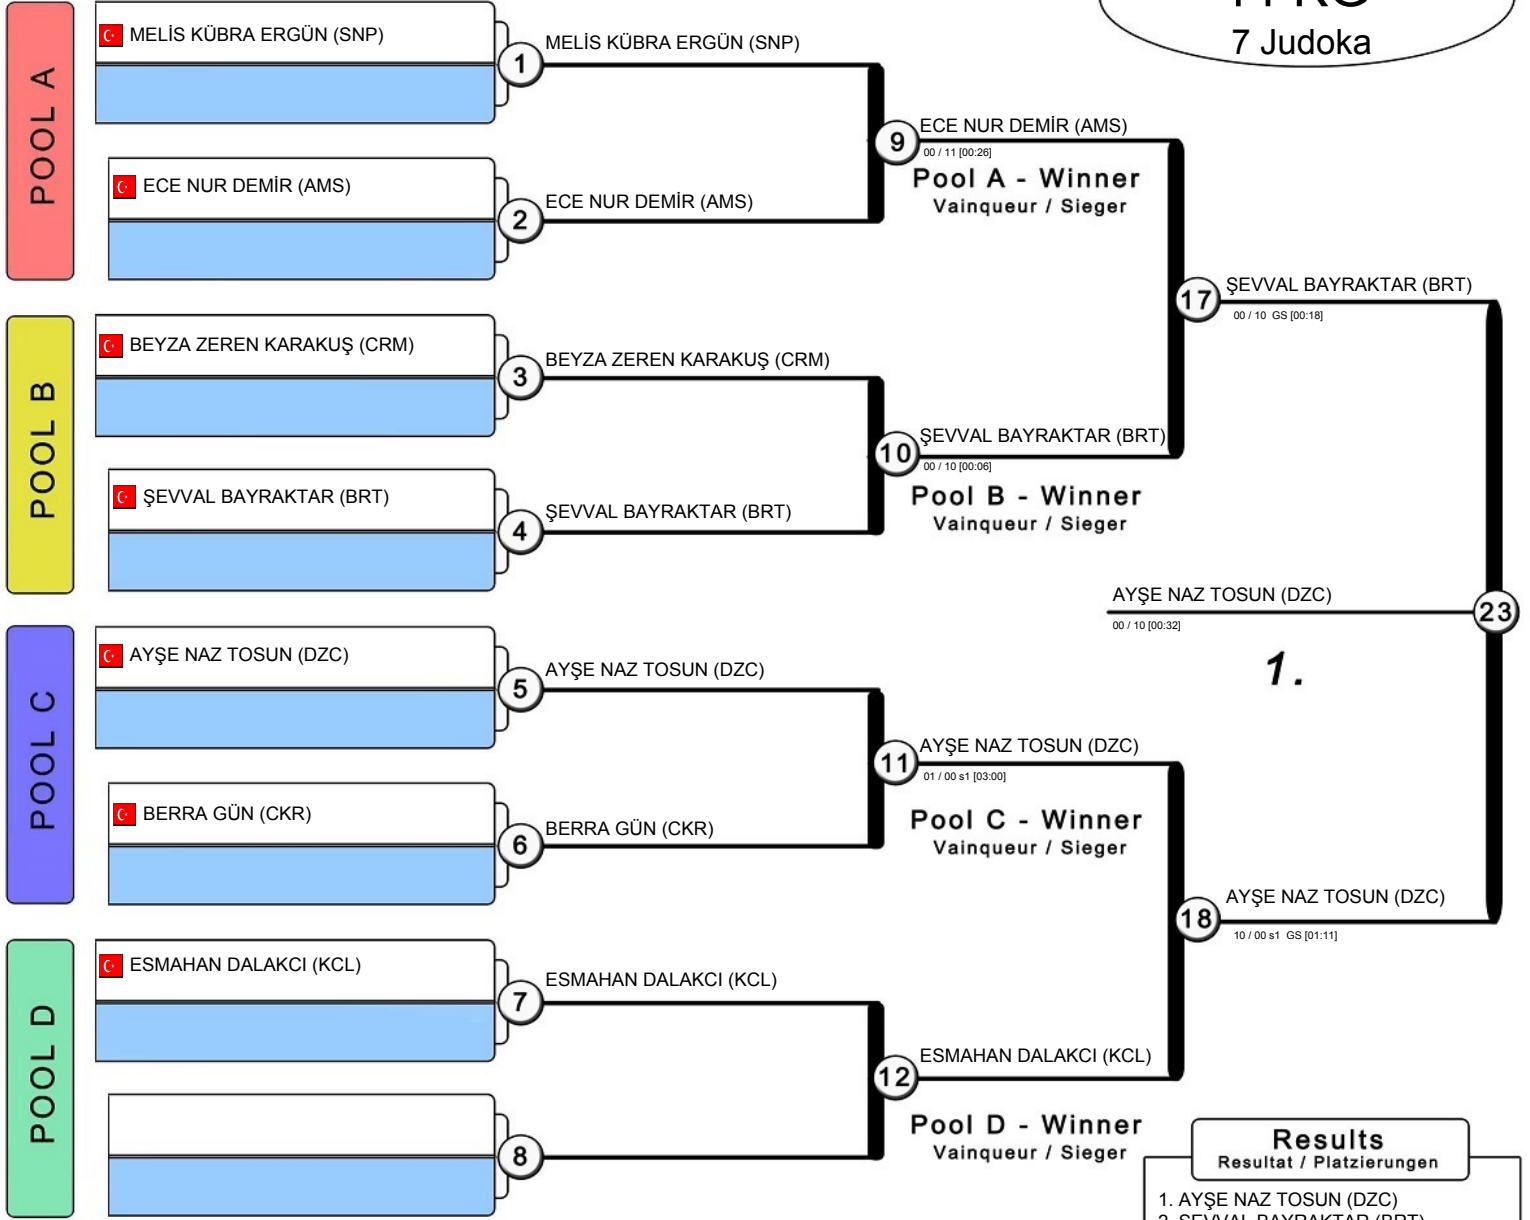 7 Judoka
POOL A
MELİS KÜBRA ERGÜN (SNP)
1
MELİS KÜBRA ERGÜN (SNP)
ECE NUR DEMİR (AMS)
2
ECE NUR DEMİR (AMS)
9
ECE NUR DEMİR (AMS)
00 / 11 [00:26]
Pool A - Winner
Vainqueur / Sieger
POOL B
BEYZA ZEREN KARAKUŞ (CRM)
3
BEYZA ZEREN KARAKUŞ (CRM)
ŞEVVAL BAYRAKTAR (BRT)
4
ŞEVVAL BAYRAKTAR (BRT)
10
ŞEVVAL BAYRAKTAR (BRT)
00 / 10 [00:06]
Pool B - Winner
Vainqueur / Sieger
17
ŞEVVAL BAYRAKTAR (BRT)
00 / 10 GS [00:18]
POOL C
AYŞE NAZ TOSUN (DZC)
5
AYŞE NAZ TOSUN (DZC)
BERRA GÜN (CKR)
6
BERRA GÜN (CKR)
11
AYŞE NAZ TOSUN (DZC)
01 / 00 s1 [03:00]
Pool C - Winner
Vainqueur / Sieger
POOL D
ESMAHAN DALAKCI (KCL)
7
ESMAHAN DALAKCI (KCL)
8
12
ESMAHAN DALAKCI (KCL)
Pool D - Winner
Vainqueur / Sieger
18
AYŞE NAZ TOSUN (DZC)
10 / 00 s1 GS [01:11]
23
AYŞE NAZ TOSUN (DZC)
00 / 10 [00:32]
1.
Results
Resultat / Platzierungen
1. AYŞE NAZ TOSUN (DZC)
2. ŞEVVAL BAYRAKTAR (BRT)